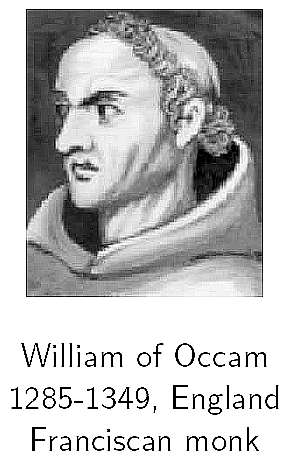 William of Occam
1285-1349, England
Franciscan monk